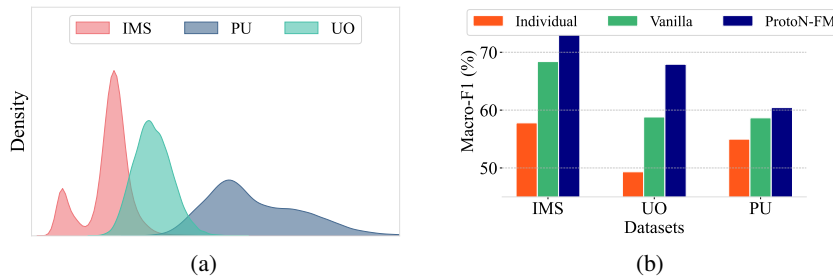 IMS PU UO
Density
(a)
Individual Vanilla ProtoN-FM
Macro-F1 (%)
70
60
50
IMS UO PU
Datasets
(b)